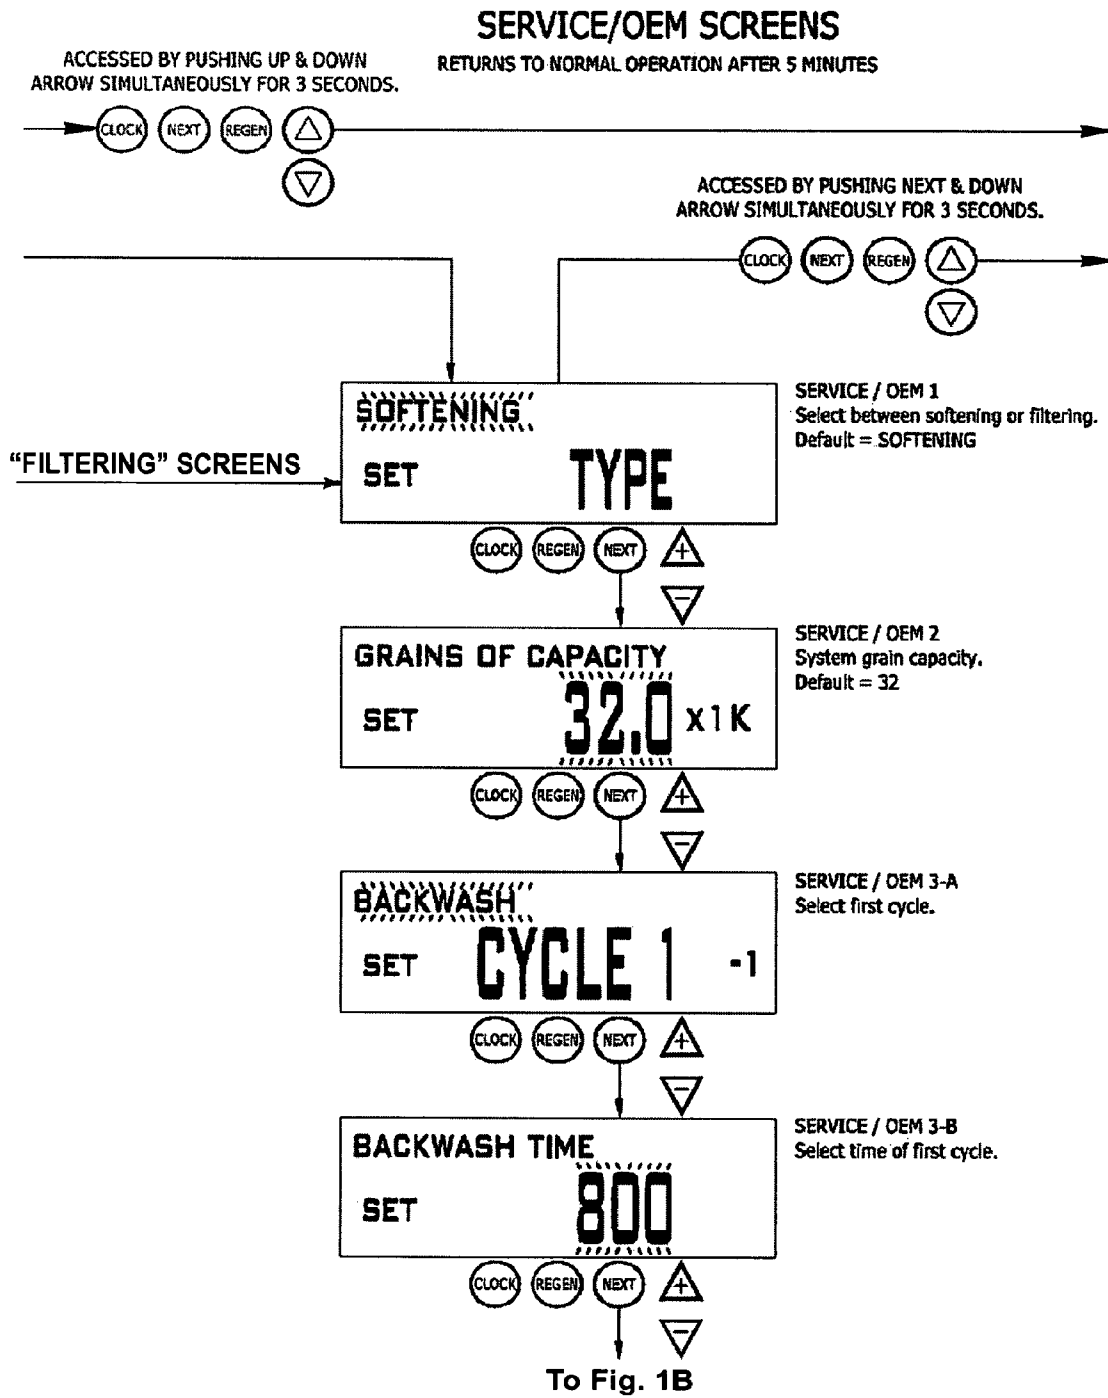 SERVICE/OEM SCREENS
RETURNS TO NORMAL OPERATION AFTER 5 MINUTES
ACCESSED BY PUSHING UP & DOWN
ARROW SIMULTANEOUSLY FOR 3 SECONDS.
CLOCK NEXT REGEN
ACCESSED BY PUSHING NEXT & DOWN
ARROW SIMULTANEOUSLY FOR 3 SECONDS.
CLOCK NEXT REGEN
SOFTENING
SET TYPE
SERVICE / OEM 1
Select between softening or filtering.
Default = SOFTENING
“FILTERING” SCREENS
CLOCK REGEN NEXT +
−
GRAINS OF CAPACITY
SET 32.0 X1K
SERVICE / OEM 2
System grain capacity.
Default = 32
CLOCK REGEN NEXT +
−
BACKWASH
SET CYCLE 1 -1
SERVICE / OEM 3-A
Select first cycle.
CLOCK REGEN NEXT +
−
BACKWASH TIME
SET 800
SERVICE / OEM 3-B
Select time of first cycle.
CLOCK REGEN NEXT +
−
To Fig. 1B